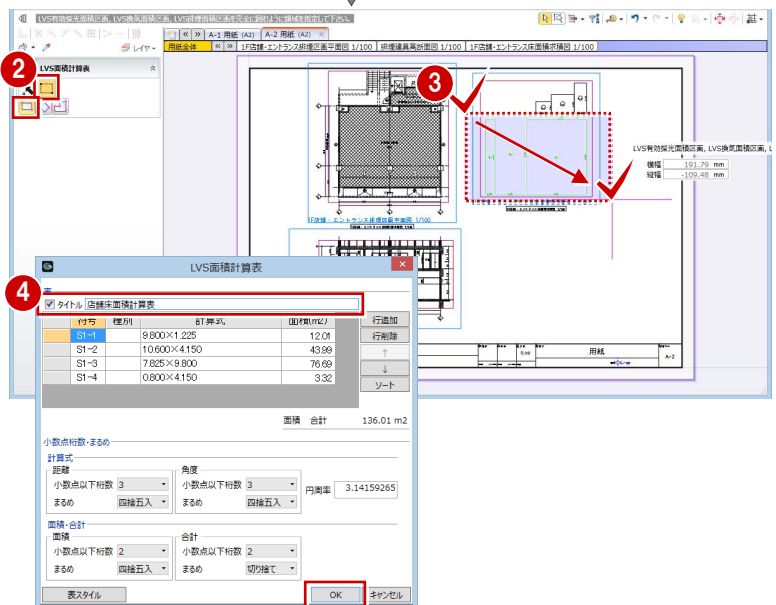 LVS有効採光面積区画, LVS換気面積区画, LVS排煙面積区画を完全に囲むように領域を指定して下さい。
A-1 用紙 (A2)
A-2 用紙 (A2)
レイヤー
用紙全体
1F店舗・エントランス排煙区画平面図 1/100
排煙建具高断面図 1/100
1F店舗・エントランス床面積求積図 1/100
2
LVS面積計算表
3
LVS有効採光面積区画, LVS換気面積区画, L
横幅 191.79 mm
縦幅 -109.48 mm
1F店舗・エントランス排煙区画平面図 1/100
用紙
A-2
LVS面積計算表
4
表
タイトル 店舗床面積計算表
符号 種別 計算式 面積(m2)
S1-1 9.800×1.225 12.01
S1-2 10.600×4.150 43.99
S1-3 7.825×9.800 76.69
S1-4 0.800×4.150 3.32
行追加
行削除
↑
↓
ソート
面積 合計 136.01 m2
小数点桁数・まるめ
計算式
距離
小数点以下桁数 3
まるめ 四捨五入
角度
小数点以下桁数 3
まるめ 四捨五入
円周率 3.14159265
面積・合計
面積
小数点以下桁数 2
まるめ 四捨五入
合計
小数点以下桁数 2
まるめ 切り捨て
表スタイル
OK
キャンセル